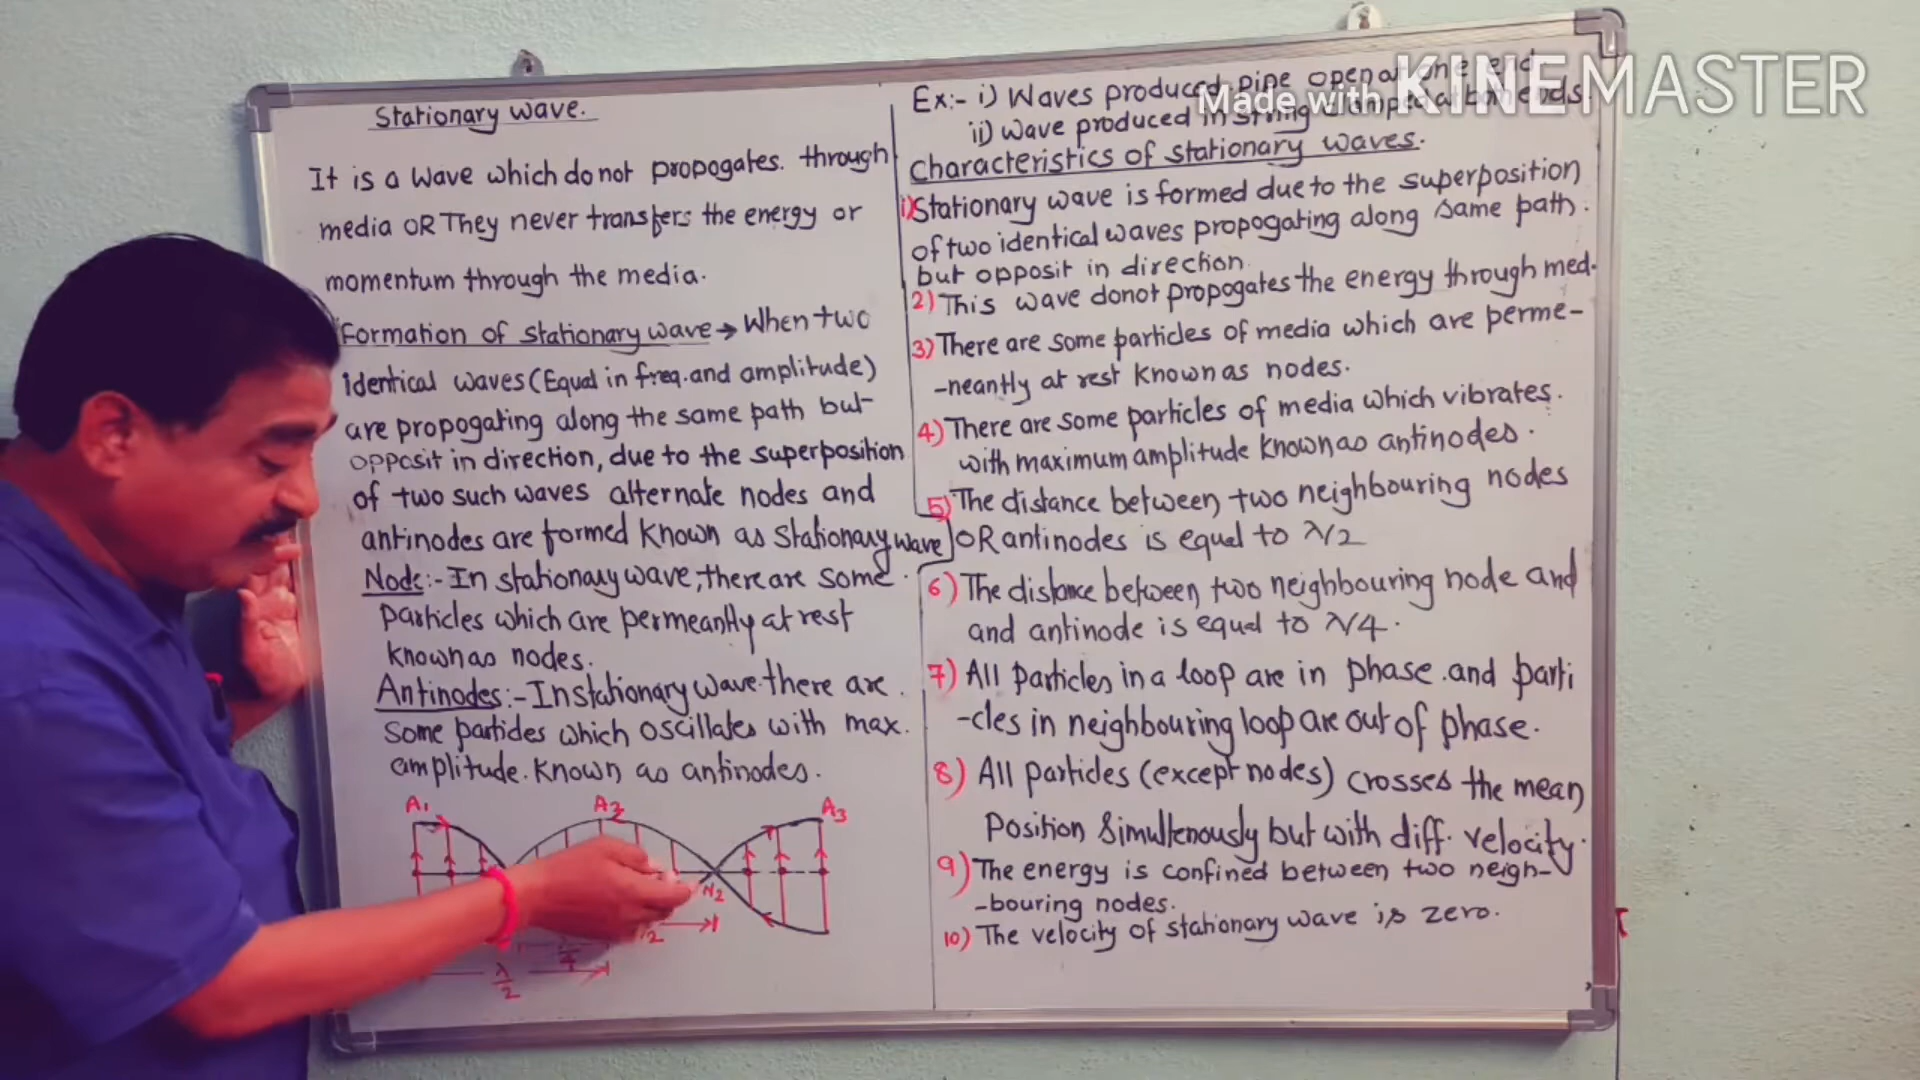 Stationary wave.
It is a wave which do not propogates. through
media OR They never transfers the energy or
momentum through the media.
Formation of stationary wave → When two
identical waves (Equal in freq. and amplitude)
are propogating along the same path but
opposit in direction, due to the superposition
of two such waves alternate nodes and
antinodes are formed known as stationary wave
Node:- In stationary wave, there are some.
particles which are permeantly at rest
known as nodes.
Antinodes:- In stationary wave there are.
Some particles which oscillates with max.
amplitude. known as antinodes.
A1 A2 A3
N2
λ/2
Ex:- i) Waves produced pipe open at one end
ii) Wave produced in string clamped at both ends.
Characteristics of stationary waves.
1) Stationary wave is formed due to the superposition
of two identical waves propogating along same path.
but opposit in direction.
2) This wave donot propogates the energy through med.
3) There are some particles of media which are perme-
-neantly at rest known as nodes.
4) There are some particles of media which vibrates.
with maximum amplitude known as antinodes.
5) The distance between two neighbouring nodes
OR antinodes is equal to λ/2
6) The distance between two neighbouring node and
and antinode is equal to λ/4.
7) All particles in a loop are in phase. and parti
-cles in neighbouring loop are out of phase.
8) All particles (except nodes) crosses the mean
Position simultenously but with diff. velocity.
9) The energy is confined between two neigh-
-bouring nodes.
10) The velocity of stationary wave is zero.
Made with KINEMASTER